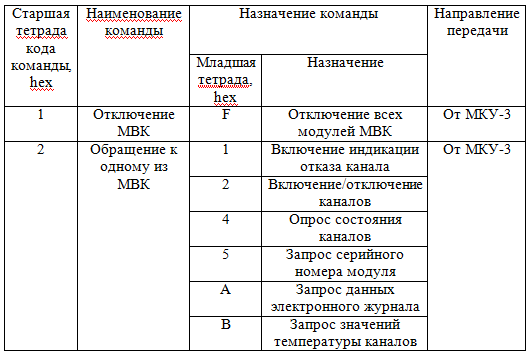 Старшая
тетрада
кода
команды,
hex
Наименование
команды
Назначение команды
Направление
передачи
Младшая
тетрада,
hex
Назначение
1
Отключение
МВК
F
Отключение всех
модулей МВК
От МКУ-3
2
Обращение к
одному из
МВК
1
Включение индикации
отказа канала
От МКУ-3
2
Включение/отключение
каналов
4
Опрос состояния
каналов
5
Запрос серийного
номера модуля
A
Запрос данных
электронного журнала
B
Запрос значений
температуры каналов